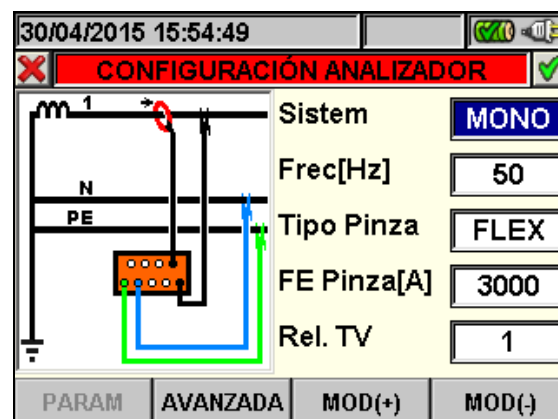 30/04/2015 15:54:49
CONFIGURACIÓN ANALIZADOR
1
N
PE
Sistem MONO
Frec[Hz] 50
Tipo Pinza FLEX
FE Pinza[A] 3000
Rel. TV 1
PARAM AVANZADA MOD(+) MOD(-)